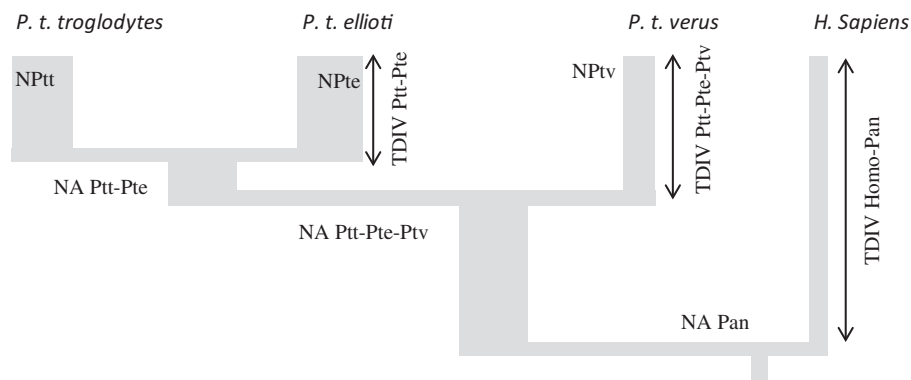 P. t. troglodytes
P. t. ellioti
P. t. verus
H. Sapiens
NPtt
NPte
TDIV Ptt-Pte
NPtv
TDIV Ptt-Pte-Ptv
TDIV Homo-Pan
NA Ptt-Pte
NA Ptt-Pte-Ptv
NA Pan